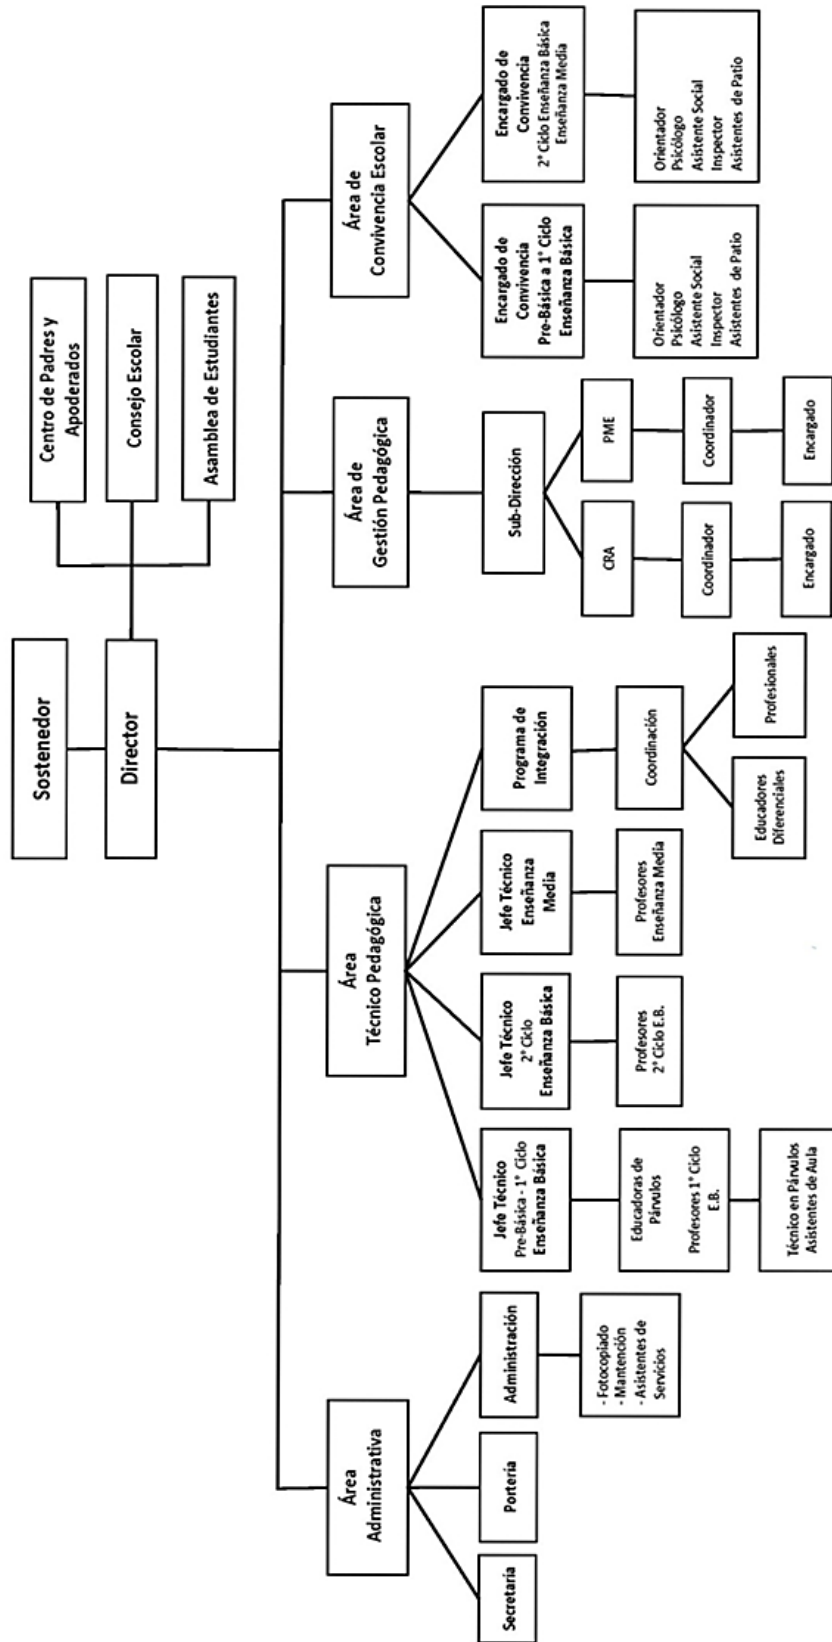 Sostenedor
Director
Centro de Padres y
Apoderados
Consejo Escolar
Asamblea de Estudiantes
Área
Administrativa
Área
Técnico Pedagógica
Área de
Gestión Pedagógica
Área de
Convivencia Escolar
Secretaria
Portería
Administración
- Fotocopiado
- Mantención
- Asistentes de
Servicios
Jefe Técnico
Pre-Básica - 1° Ciclo
Enseñanza Básica
Educadoras de
Párvulos
Profesores 1° Ciclo
E.B.
Técnico en Párvulos
Asistentes de Aula
Jefe Técnico
2° Ciclo
Enseñanza Básica
Profesores
2° Ciclo E.B.
Jefe Técnico
Enseñanza
Media
Profesores
Enseñanza Media
Programa de
Integración
Coordinación
Educadores
Diferenciales
Profesionales
Sub-Dirección
CRA
Coordinador
Encargado
PME
Coordinador
Encargado
Encargado de
Convivencia
Pre-Básica a 1° Ciclo
Enseñanza Básica
Orientador
Psicólogo
Asistente Social
Inspector
Asistentes de Patio
Encargado de
Convivencia
2° Ciclo Enseñanza Básica
Enseñanza Media
Orientador
Psicólogo
Asistente Social
Inspector
Asistentes de Patio